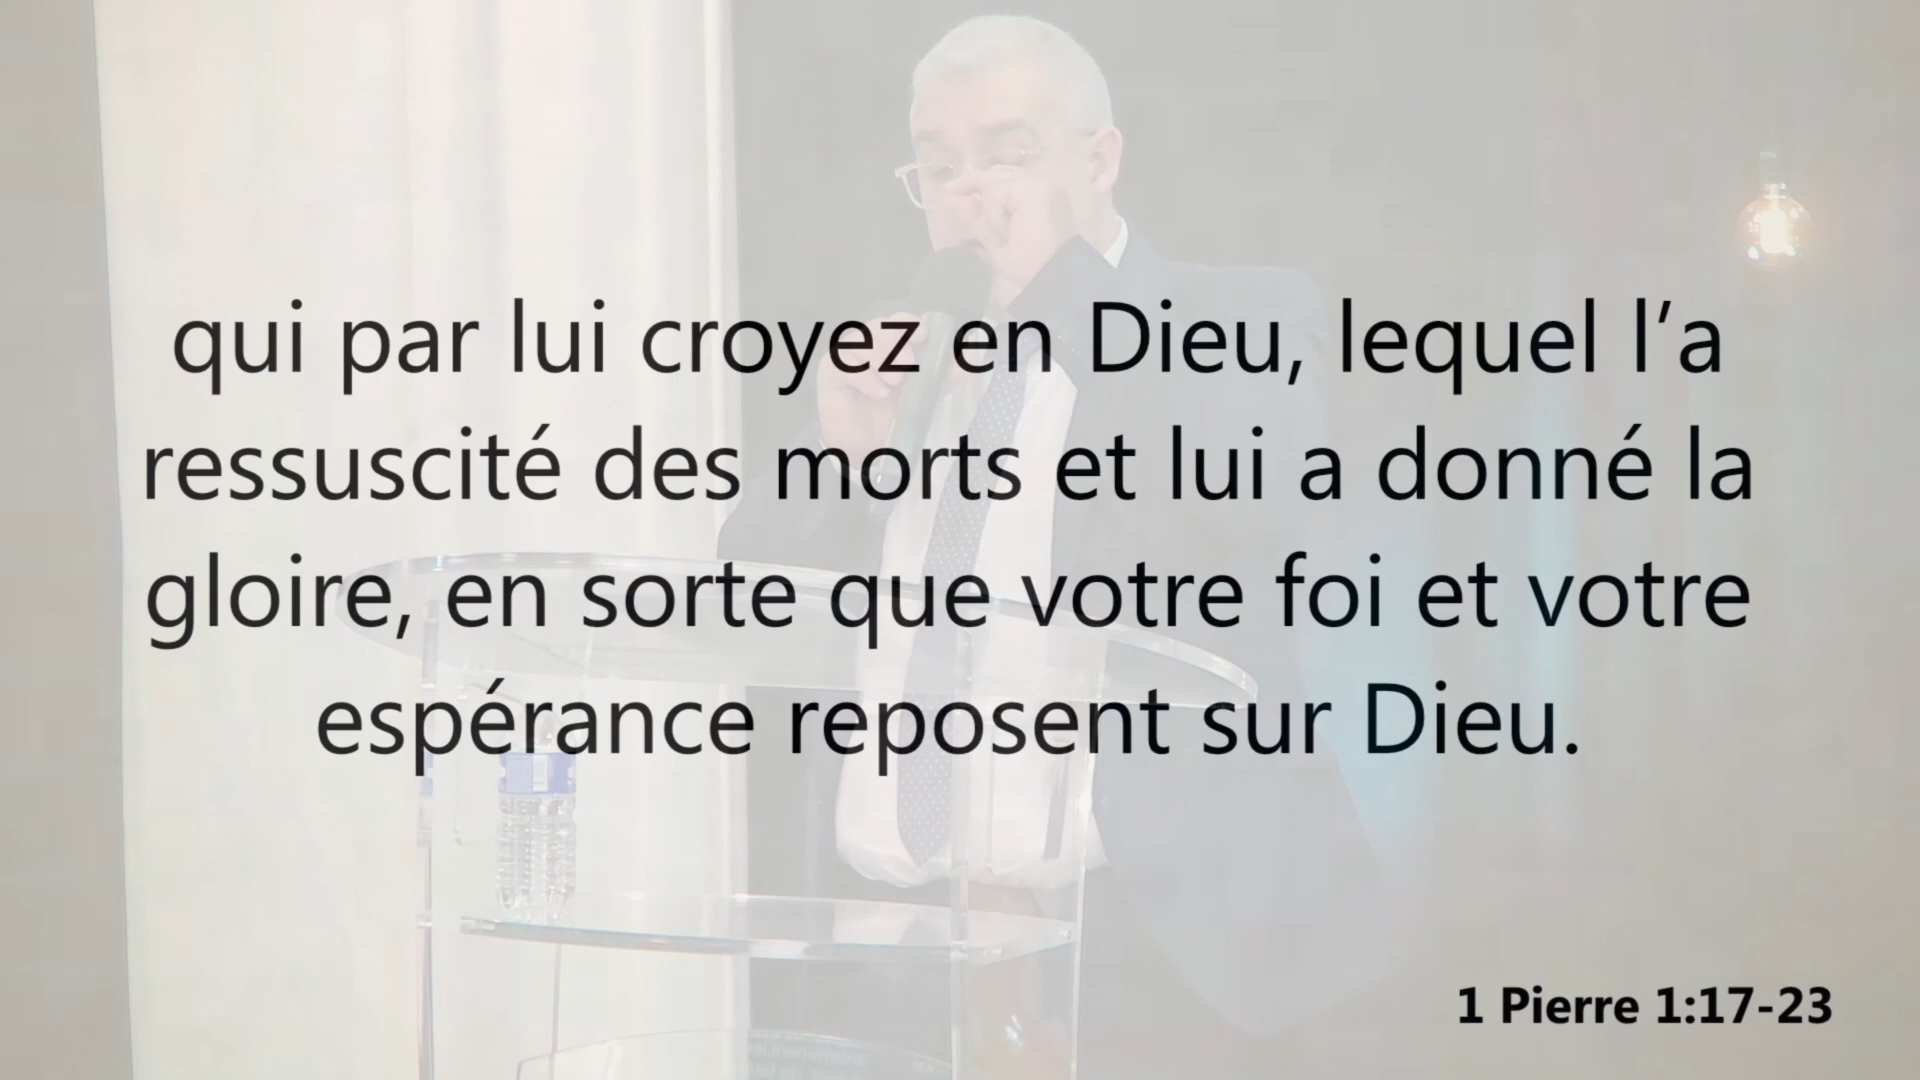 qui par lui croyez en Dieu, lequel l’a
ressuscité des morts et lui a donné la
gloire, en sorte que votre foi et votre
espérance reposent sur Dieu.
1 Pierre 1:17-23